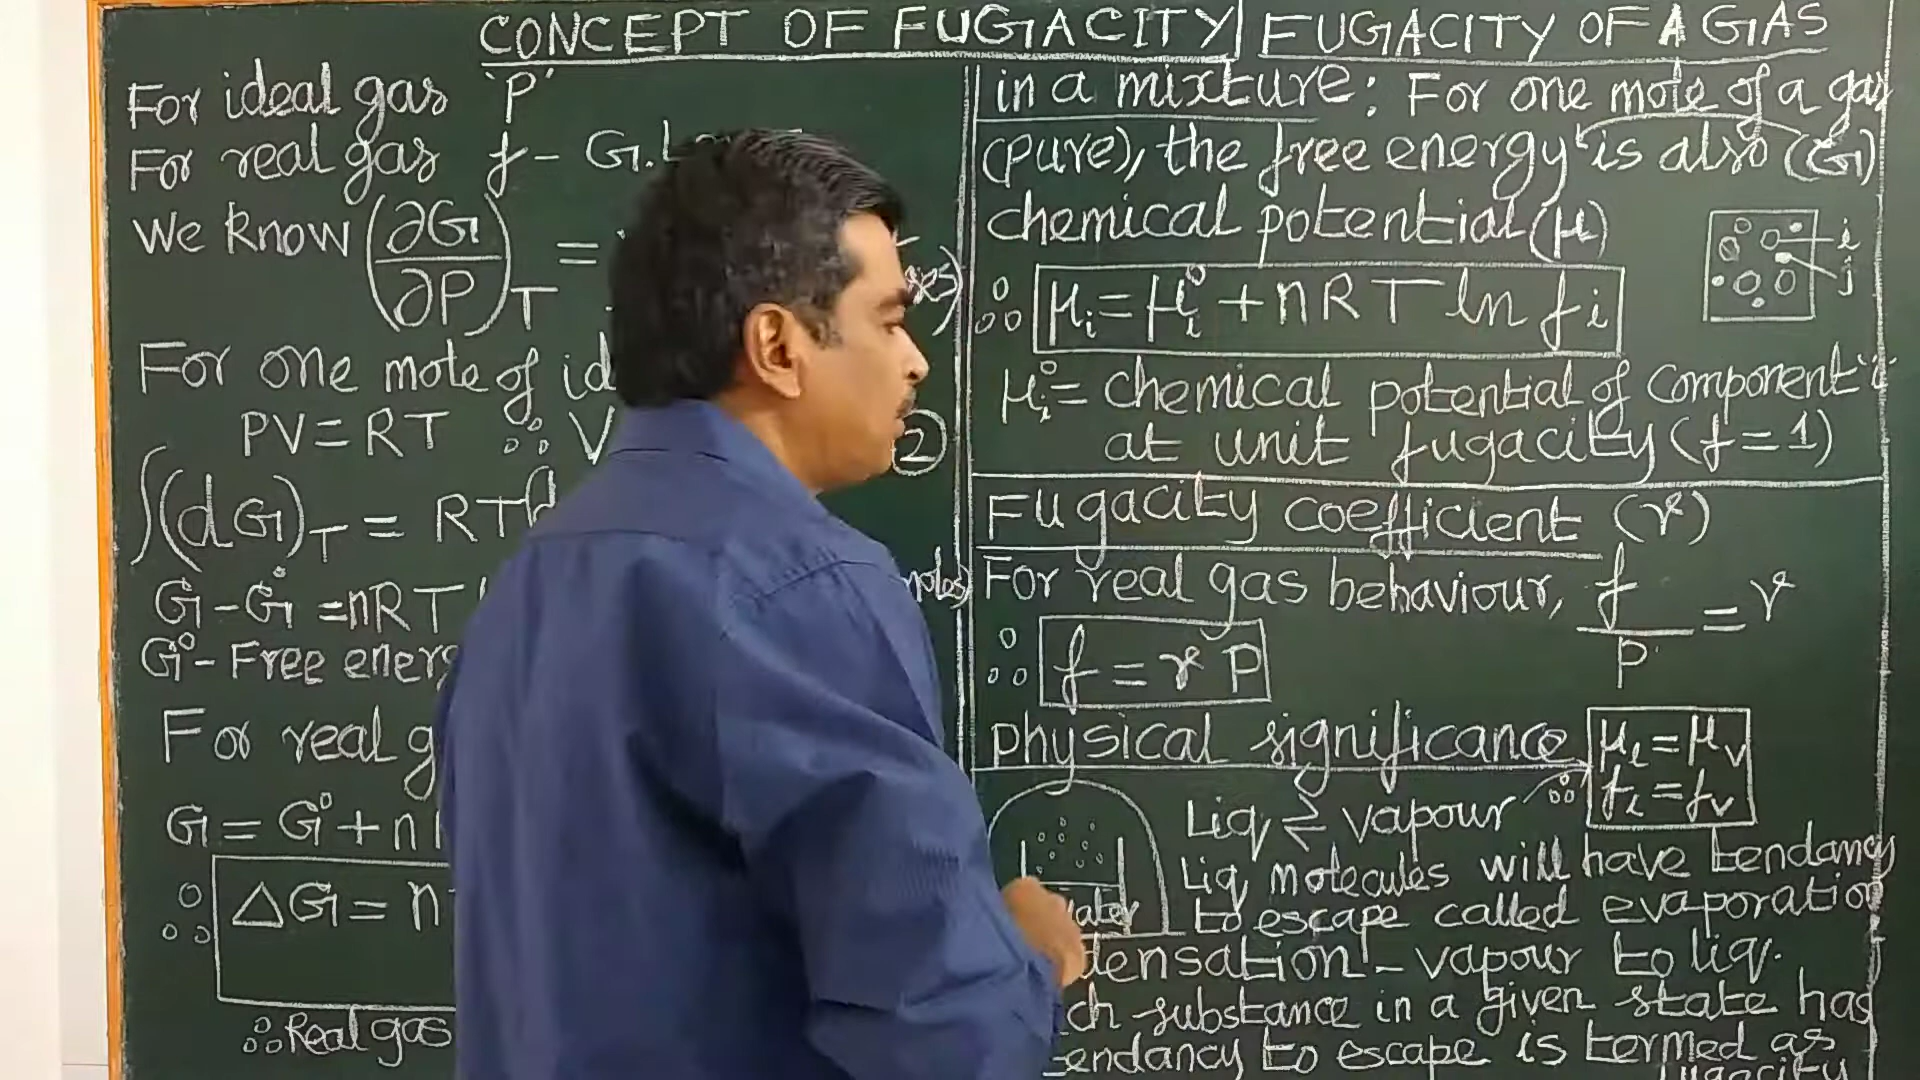 CONCEPT OF FUGACITY
For ideal gas 'P'
For real gas f - G.
We know (∂G/∂P)T =
For one mole of id
PV = RT ∴ V
2
∫(dG)T = RT
G - G° = nRT
moles)
G° - Free energ
For real g
G = G° + n
∴ ΔG = n
∴ Real gas
FUGACITY OF A GAS
in a mixture: For one mole of a gas
(pure), the free energy is also (G)
chemical potential (μ)
i
j
∴ μi = μi° + nRT ln fi
μi° = chemical potential of component "i"
at unit fugacity (f = 1)
Fugacity coefficient (γ)
For real gas behaviour, f/P = γ
∴ f = γ P
Physical significance
μl = μv
∴ fl = fv
Liq ⇌ vapour
Liq molecules will have tendancy
water
to escape called evaporation
densation - vapour to liq.
ch substance in a given state has
tendancy to escape is termed as
fugacity